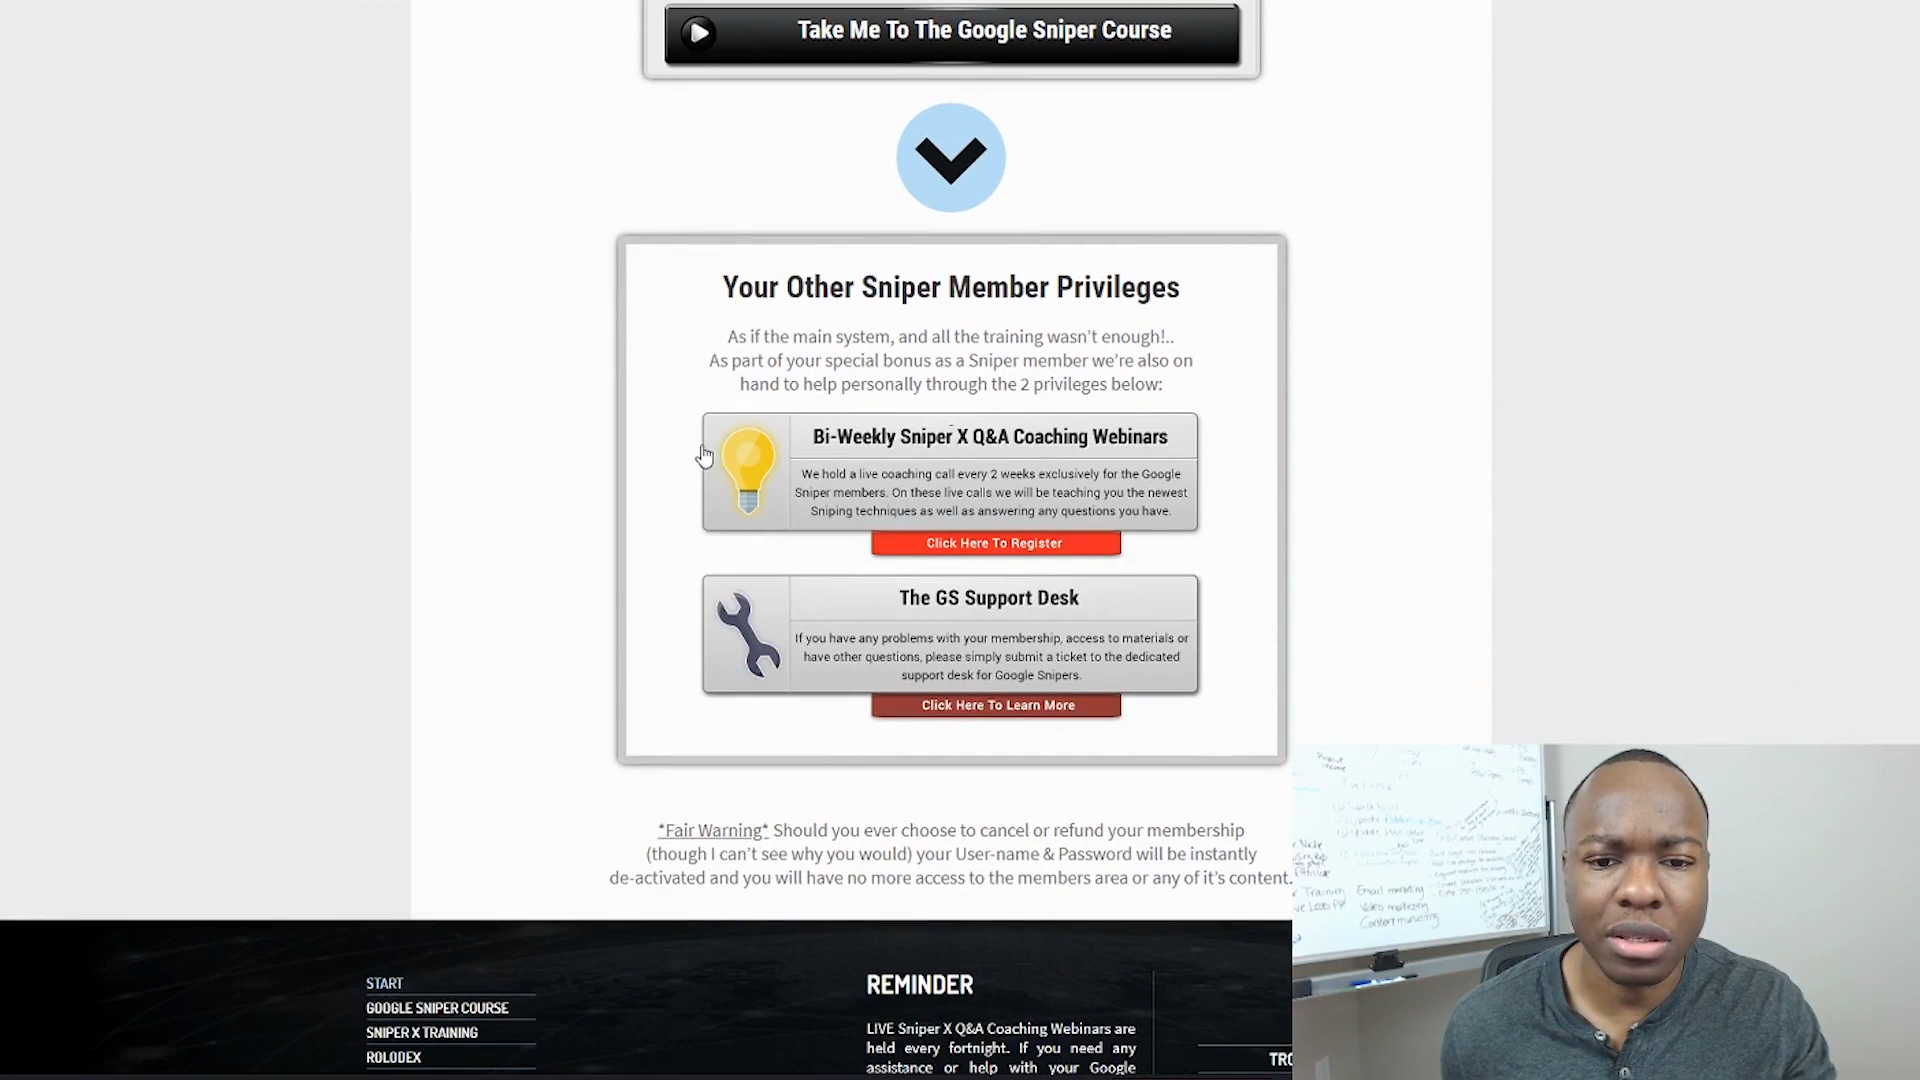 Take Me To The Google Sniper Course
Your Other Sniper Member Privileges
As if the main system, and all the training wasn't enough!..
As part of your special bonus as a Sniper member we're also on
hand to help personally through the 2 privileges below:
Bi-Weekly Sniper X Q&A Coaching Webinars
We hold a live coaching call every 2 weeks exclusively for the Google
Sniper members. On these live calls we will be teaching you the newest
Sniping techniques as well as answering any questions you have.
Click Here To Register
The GS Support Desk
If you have any problems with your membership, access to materials or
have other questions, please simply submit a ticket to the dedicated
support desk for Google Snipers.
Click Here To Learn More
*Fair Warning* Should you ever choose to cancel or refund your membership
(though I can't see why you would) your User-name & Password will be instantly
de-activated and you will have no more access to the members area or any of it's content.
START
GOOGLE SNIPER COURSE
SNIPER X TRAINING
ROLODEX
REMINDER
LIVE Sniper X Q&A Coaching Webinars are
held every fortnight. If you need any
assistance or help with your Google
Email marketing
Video marketing
Content marketing